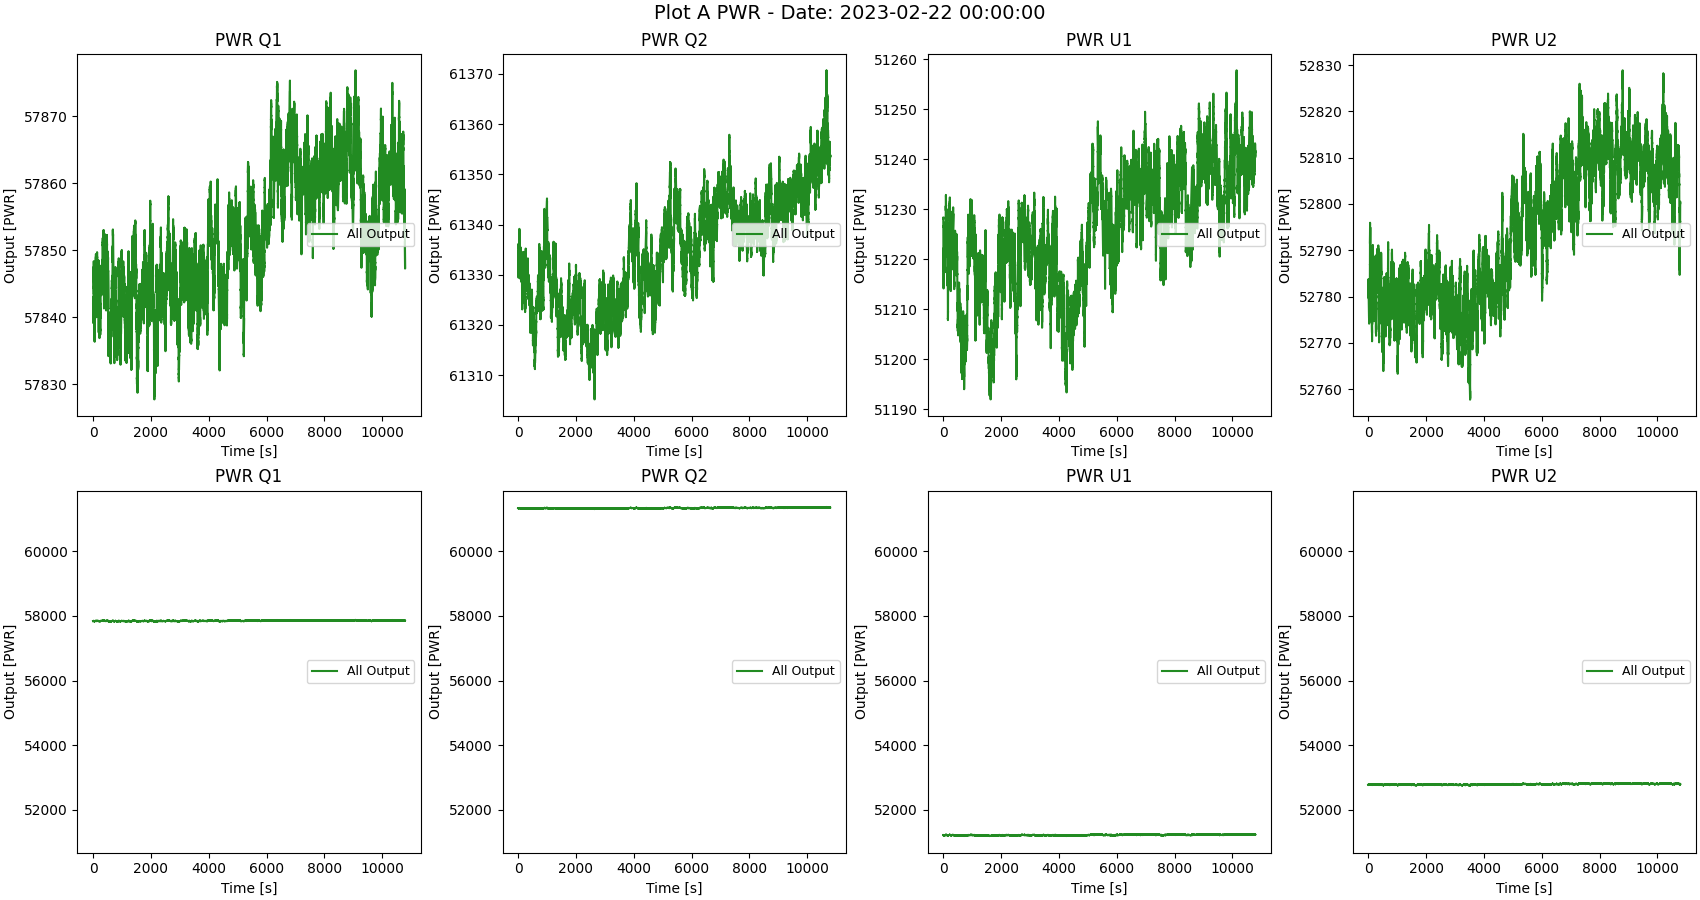 Plot A PWR - Date: 2023-02-22 00:00:00
PWR Q1
Output [PWR]
57870
57860
57850
57840
57830
All Output
0 2000 4000 6000 8000 10000
Time [s]
PWR Q2
Output [PWR]
61370
61360
61350
61340
61330
61320
61310
All Output
0 2000 4000 6000 8000 10000
Time [s]
PWR U1
Output [PWR]
51260
51250
51240
51230
51220
51210
51200
51190
All Output
0 2000 4000 6000 8000 10000
Time [s]
PWR U2
Output [PWR]
52830
52820
52810
52800
52790
52780
52770
52760
All Output
0 2000 4000 6000 8000 10000
Time [s]
PWR Q1
Output [PWR]
60000
58000
56000
54000
52000
All Output
0 2000 4000 6000 8000 10000
Time [s]
PWR Q2
Output [PWR]
60000
58000
56000
54000
52000
All Output
0 2000 4000 6000 8000 10000
Time [s]
PWR U1
Output [PWR]
60000
58000
56000
54000
52000
All Output
0 2000 4000 6000 8000 10000
Time [s]
PWR U2
Output [PWR]
60000
58000
56000
54000
52000
All Output
0 2000 4000 6000 8000 10000
Time [s]